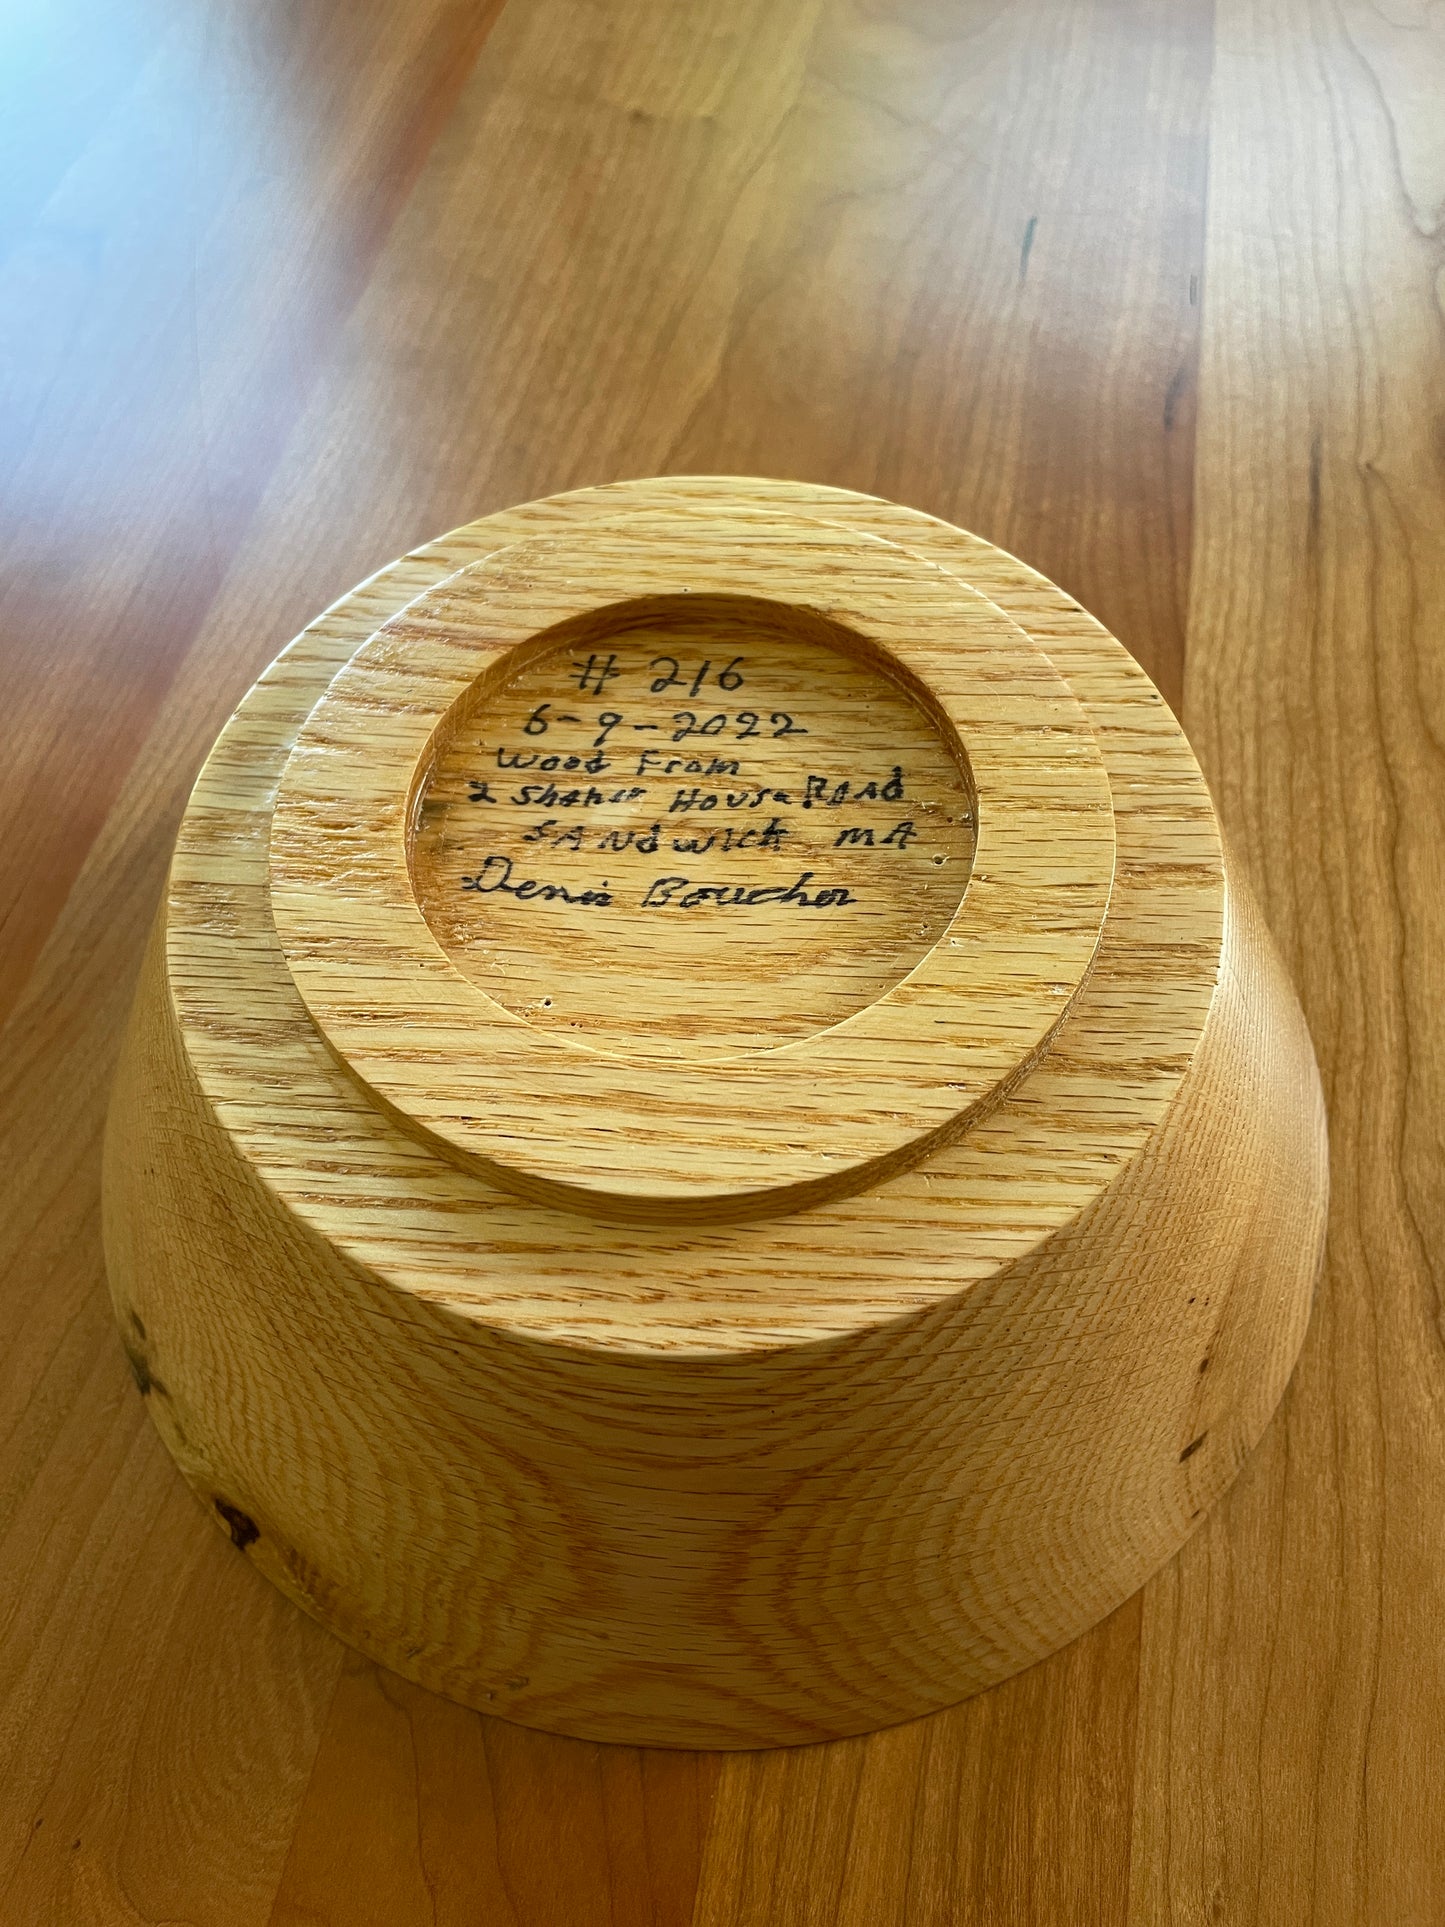 # 216
6-9-2022
Wood From
2 Shaker House Road
SANdwich MA
Denis Boucher